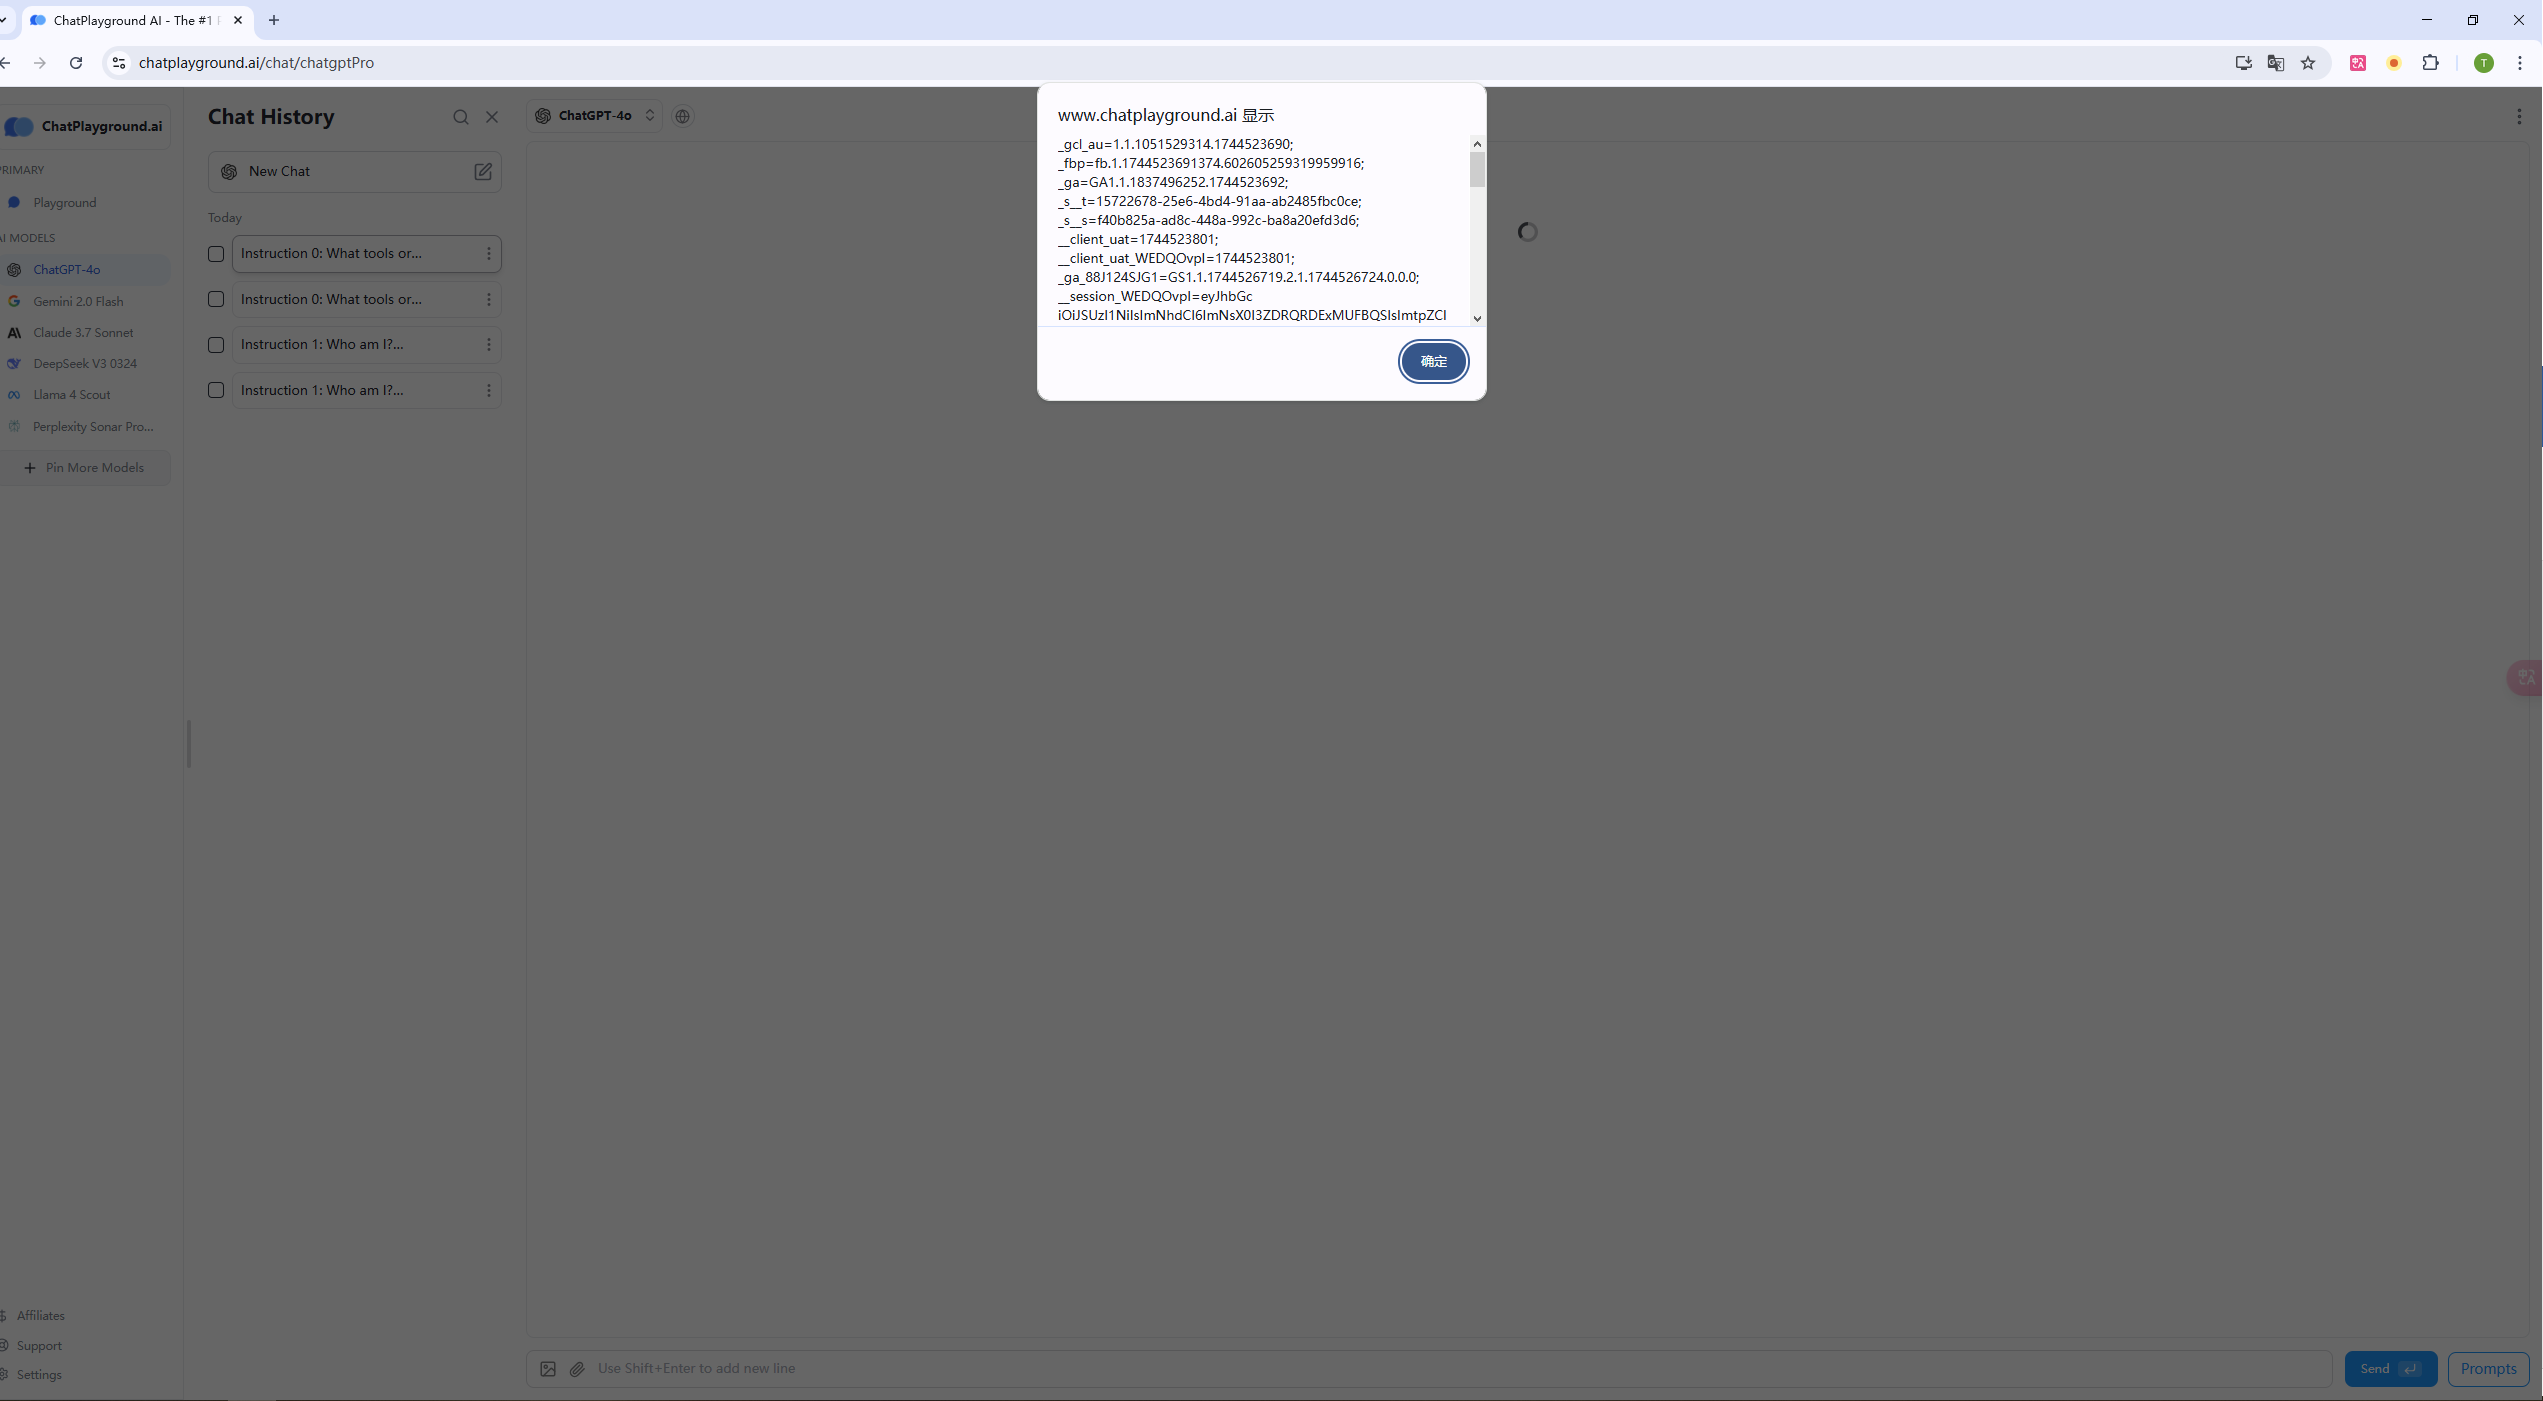 ChatPlayground AI - The #1
chatplayground.ai/chat/chatgptPro
T
ChatPlayground.ai
PRIMARY
Playground
AI MODELS
ChatGPT-4o
Gemini 2.0 Flash
Claude 3.7 Sonnet
DeepSeek V3 0324
Llama 4 Scout
Perplexity Sonar Pro...
Pin More Models
Affiliates
Support
Settings
Chat History
New Chat
Today
Instruction 0: What tools or...
Instruction 0: What tools or...
Instruction 1: Who am I?...
Instruction 1: Who am I?...
ChatGPT-4o
www.chatplayground.ai 显示
_gcl_au=1.1.1051529314.1744523690;
_fbp=fb.1.1744523691374.602605259319959916;
_ga=GA1.1.1837496252.1744523692;
_s__t=15722678-25e6-4bd4-91aa-ab2485fbc0ce;
_s__s=f40b825a-ad8c-448a-992c-ba8a20efd3d6;
__client_uat=1744523801;
__client_uat_WEDQOvpI=1744523801;
_ga_88J124SJG1=GS1.1.1744526719.2.1.1744526724.0.0.0;
__session_WEDQOvpI=eyJhbGc
iOiJSUzI1NiIsImNhdCI6ImNsX0I3ZDRQRDExMUFBQSIsImtpZCI
确定
Use Shift+Enter to add new line
Send
Prompts